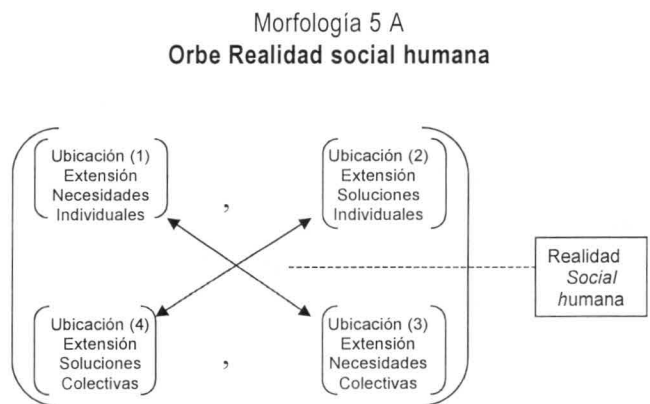 Morfología 5 A
Orbe Realidad social humana
Ubicación (1)
Extensión
Necesidades
Individuales
,
Ubicación (2)
Extensión
Soluciones
Individuales
Realidad
Social
humana
Ubicación (4)
Extensión
Soluciones
Colectivas
,
Ubicación (3)
Extensión
Necesidades
Colectivas